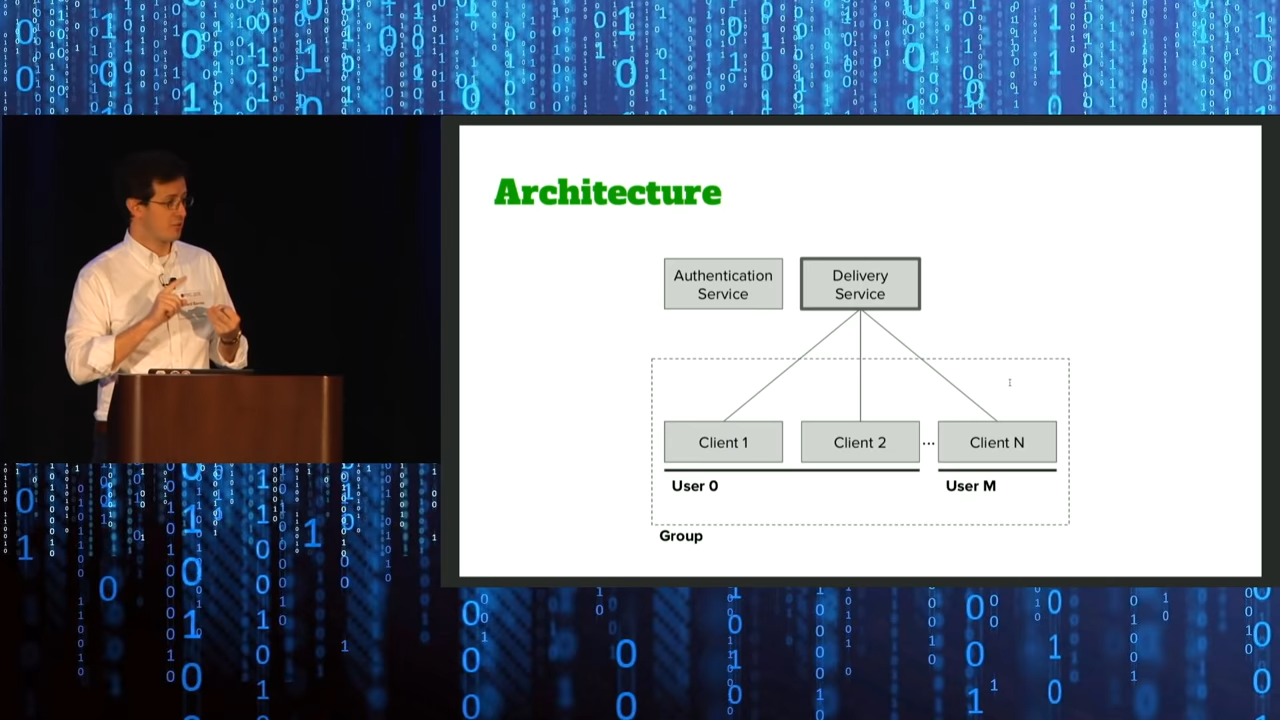 Architecture
Authentication
Service
Delivery
Service
Client 1
Client 2
...
Client N
User 0
User M
Group